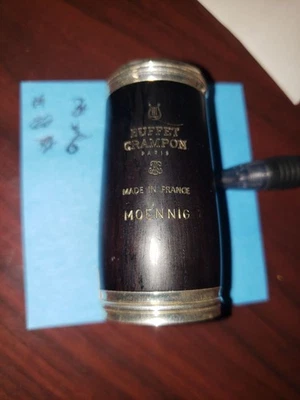 BUFFET
CRAMPON
PARIS
MADE IN FRANCE
MOENNIG